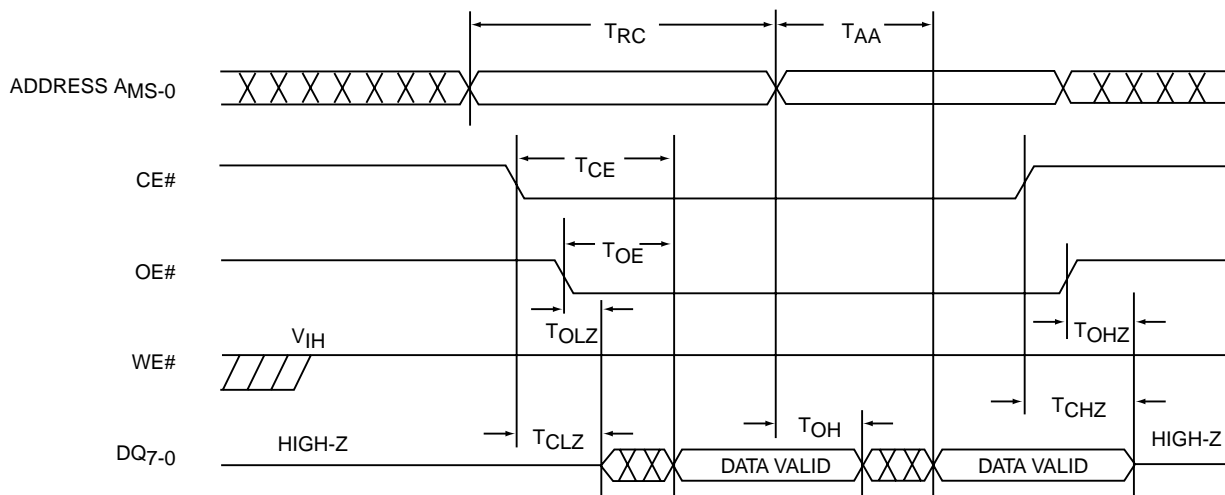 TRC TAA
ADDRESS AMS-0
TCE
CE#
TOE
OE#
TOLZ TOHZ
VIH
WE#
TCLZ TOH TCHZ
HIGH-Z HIGH-Z
DQ7-0 DATA VALID DATA VALID